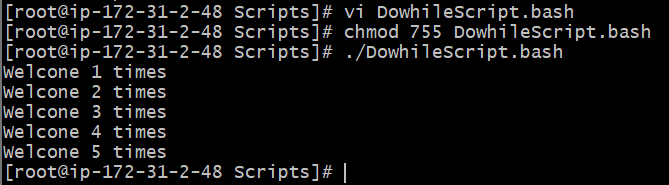 [root@ip-172-31-2-48 Scripts]# vi DowhileScript.bash
[root@ip-172-31-2-48 Scripts]# chmod 755 DowhileScript.bash
[root@ip-172-31-2-48 Scripts]# ./DowhileScript.bash
Welcone 1 times
Welcone 2 times
Welcone 3 times
Welcone 4 times
Welcone 5 times
[root@ip-172-31-2-48 Scripts]#